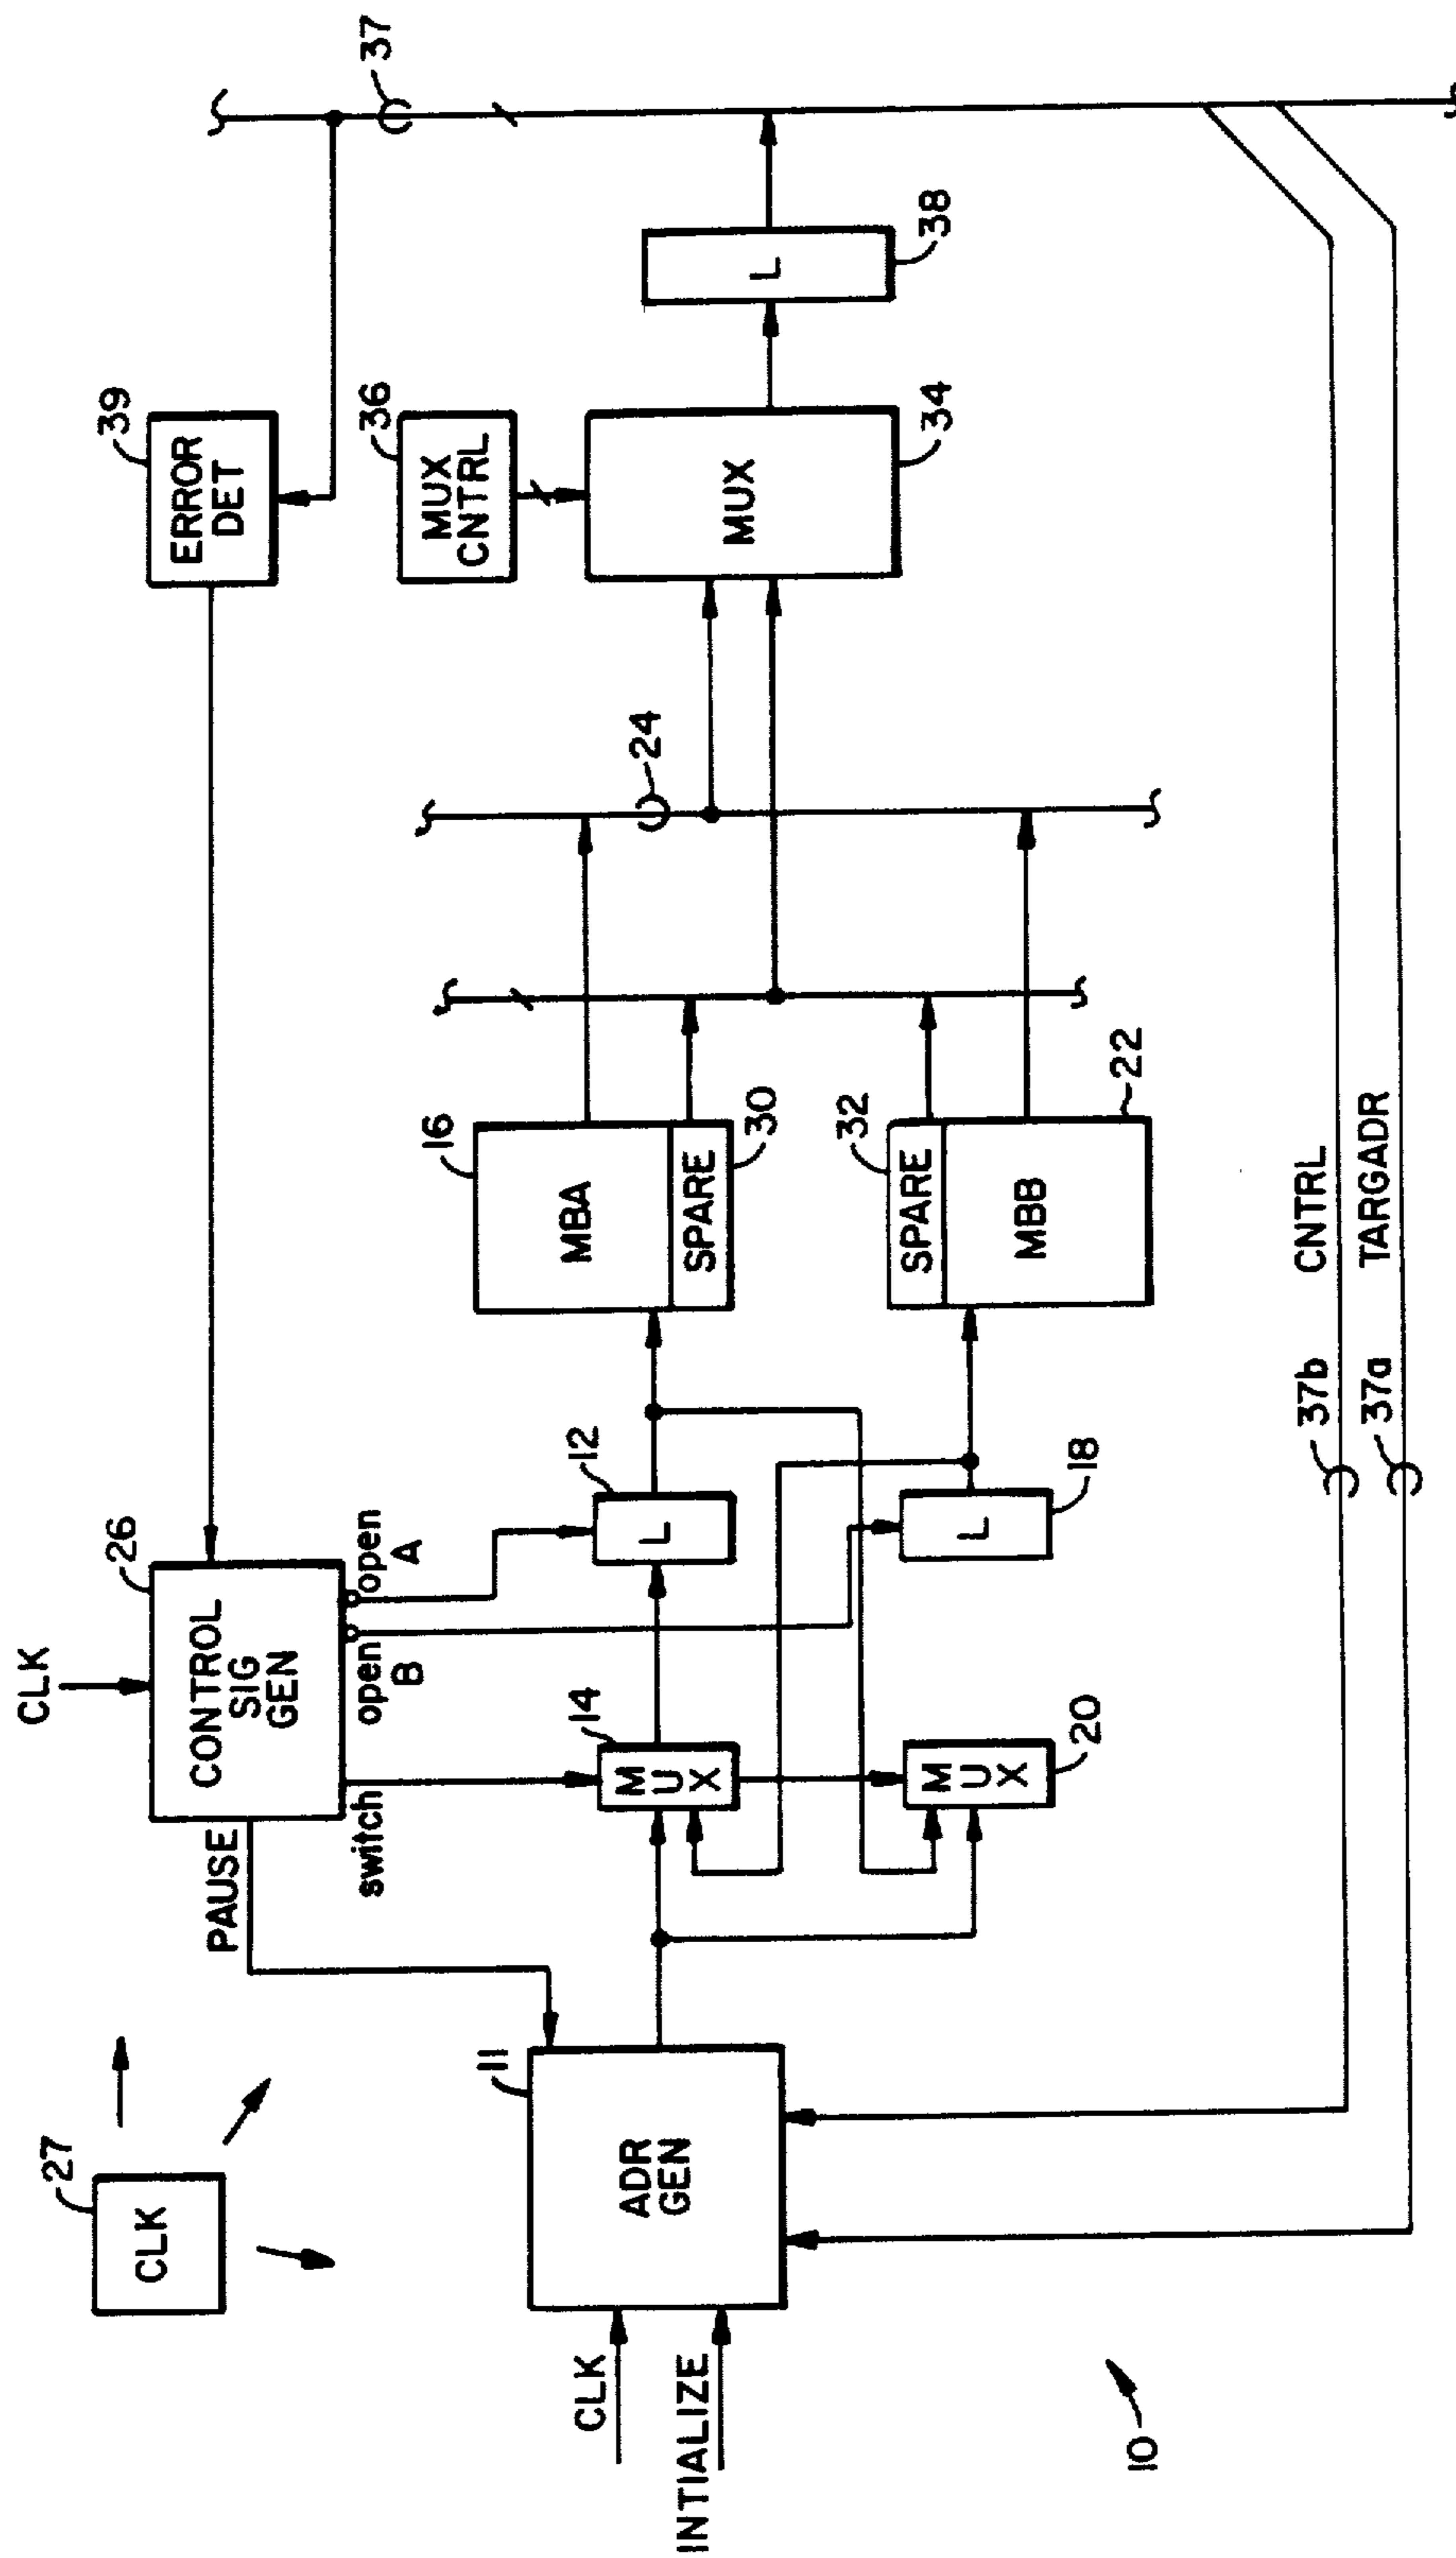 27
CLK
CLK
26
CONTROL
SIG
GEN
PAUSE
switch
open
B
open
A
39
ERROR
DET
37
36
MUX
CNTRL
CLK
INTIALIZE
11
ADR
GEN
14
MUX
12
L
16
MBA
SPARE
30
24
MUX
34
L
38
20
MUX
18
L
32
SPARE
MBB
22
37b
CNTRL
37a
TARGADR
10